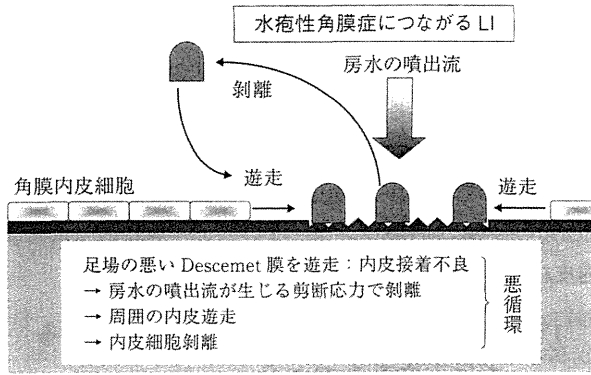 水疱性角膜症につながるLI
房水の噴出流
剝離
遊走
角膜内皮細胞
遊走
足場の悪いDescemet膜を遊走：内皮接着不良
→ 房水の噴出流が生じる剪断応力で剝離
→ 周囲の内皮遊走
→ 内皮細胞剝離
悪循環